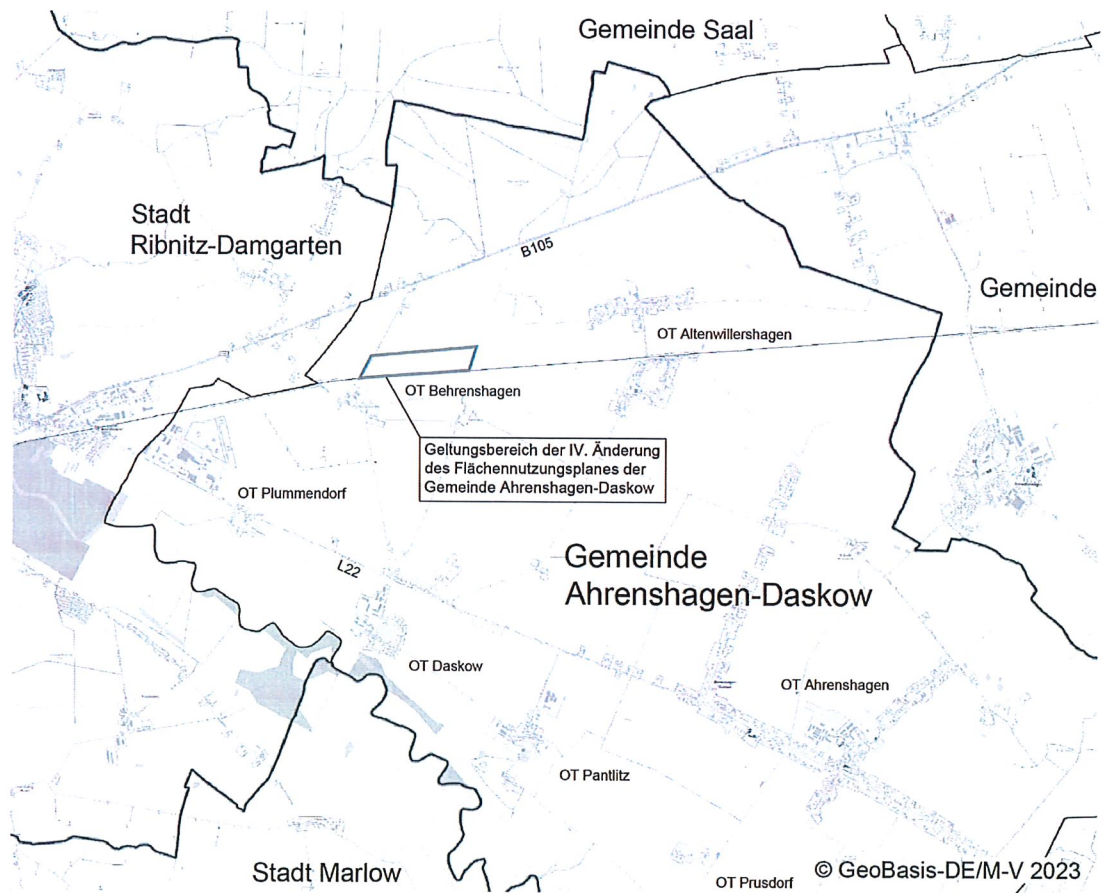 Gemeinde Saal
Stadt
Ribnitz-Damgarten
B105
Gemeinde
OT Altenwillershagen
OT Behrenshagen
Geltungsbereich der IV. Änderung
des Flächennutzungsplanes der
Gemeinde Ahrenshagen-Daskow
OT Plummendorf
L22
Gemeinde
Ahrenshagen-Daskow
OT Daskow
OT Ahrenshagen
OT Pantlitz
Stadt Marlow
© GeoBasis-DE/M-V 2023
OT Prusdorf